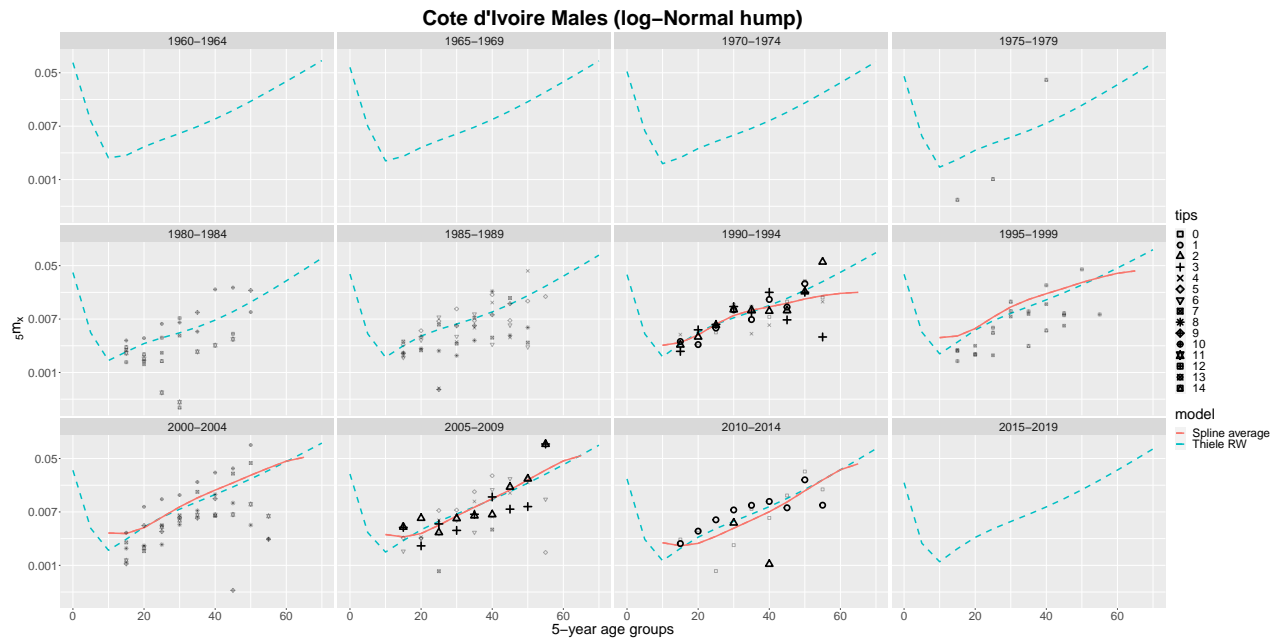 Cote d'Ivoire Males (log−Normal hump)
1960−1964 1965−1969 1970−1974 1975−1979
0.05
0.007
0.001
1980−1984 1985−1989 1990−1994 1995−1999
0.05
0.007
0.001
2000−2004 2005−2009 2010−2014 2015−2019
0.05
0.007
0.001
0 20 40 60 0 20 40 60 0 20 40 60 0 20 40 60
5-year age groups
5mx
tips
0
1
2
3
4
5
6
7
8
9
10
11
12
13
14
model
Spline average
Thiele RW